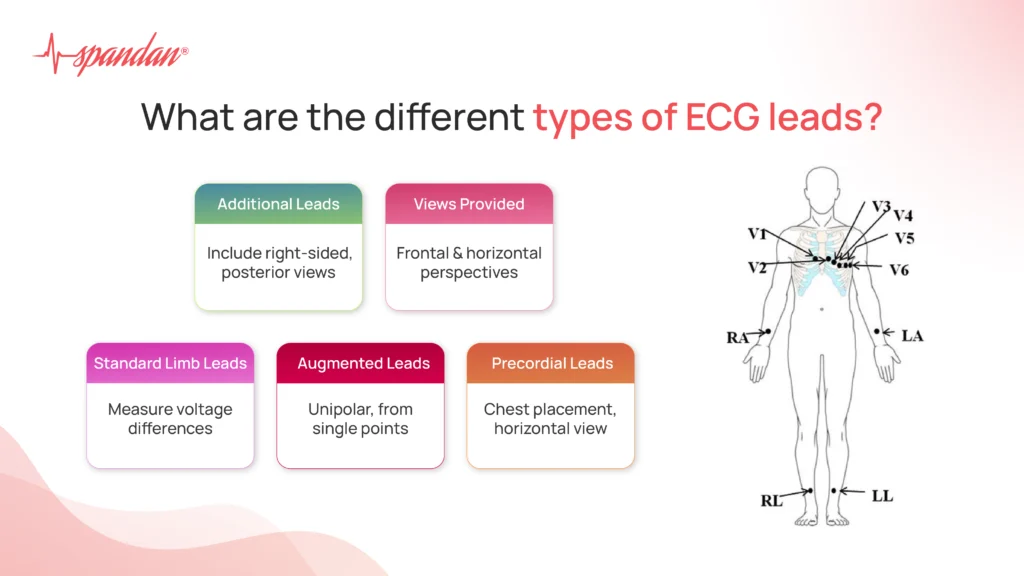 spandan®
What are the different types of ECG leads?
Additional Leads
Include right-sided,
posterior views
Views Provided
Frontal & horizontal
perspectives
Standard Limb Leads
Measure voltage
differences
Augmented Leads
Unipolar, from
single points
Precordial Leads
Chest placement,
horizontal view
V1
V2
V3
V4
V5
V6
RA
LA
RL
LL